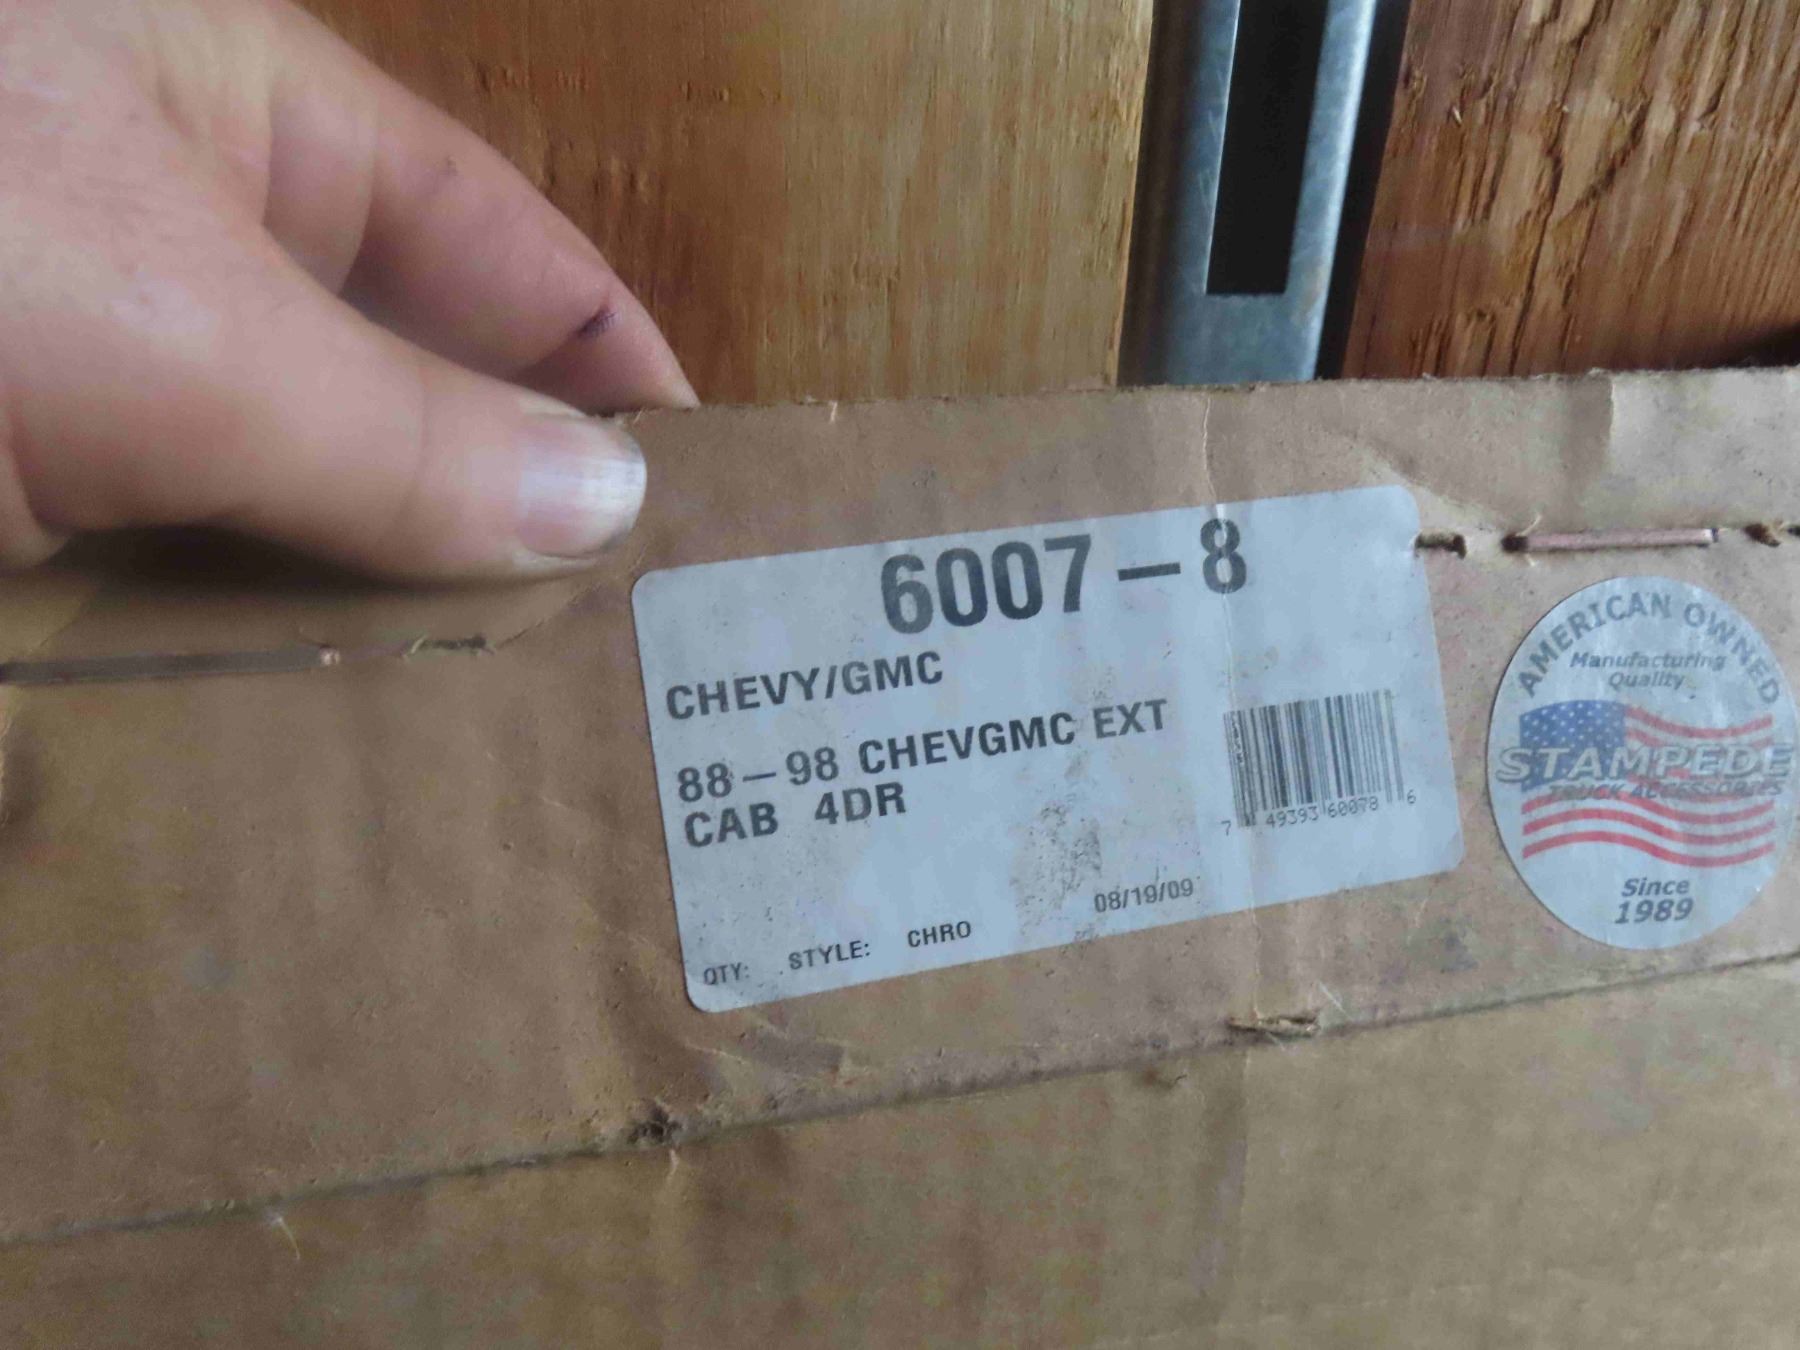 6007-8
CHEVY/GMC
88-98 CHEVGMC EXT
CAB 4DR
7 49393 60078 6
08/19/09
QTY: STYLE: CHRO
AMERICAN OWNED
Manufacturing
Quality
STAMPEDE
TRUCK ACCESSORIES
Since
1989